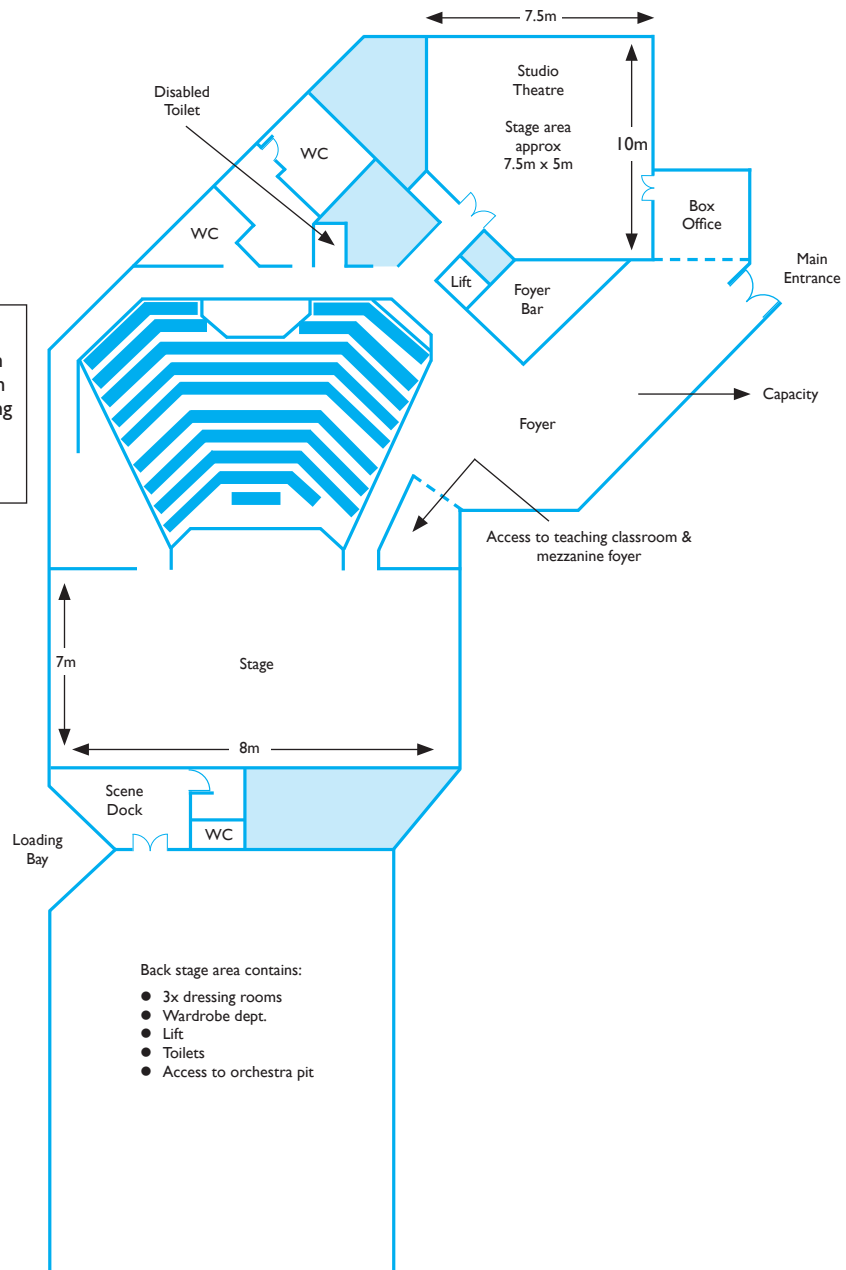 7.5m
Disabled
Toilet
Studio
Theatre
Stage area
approx
7.5m x 5m
10m
WC
WC
Box
Office
Main
Entrance
Lift
Foyer
Bar
Capacity
Foyer
Access to teaching classroom &
mezzanine foyer
7m
Stage
8m
Scene
Dock
WC
Loading
Bay
Back stage area contains:
● 3x dressing rooms
● Wardrobe dept.
● Lift
● Toilets
● Access to orchestra pit